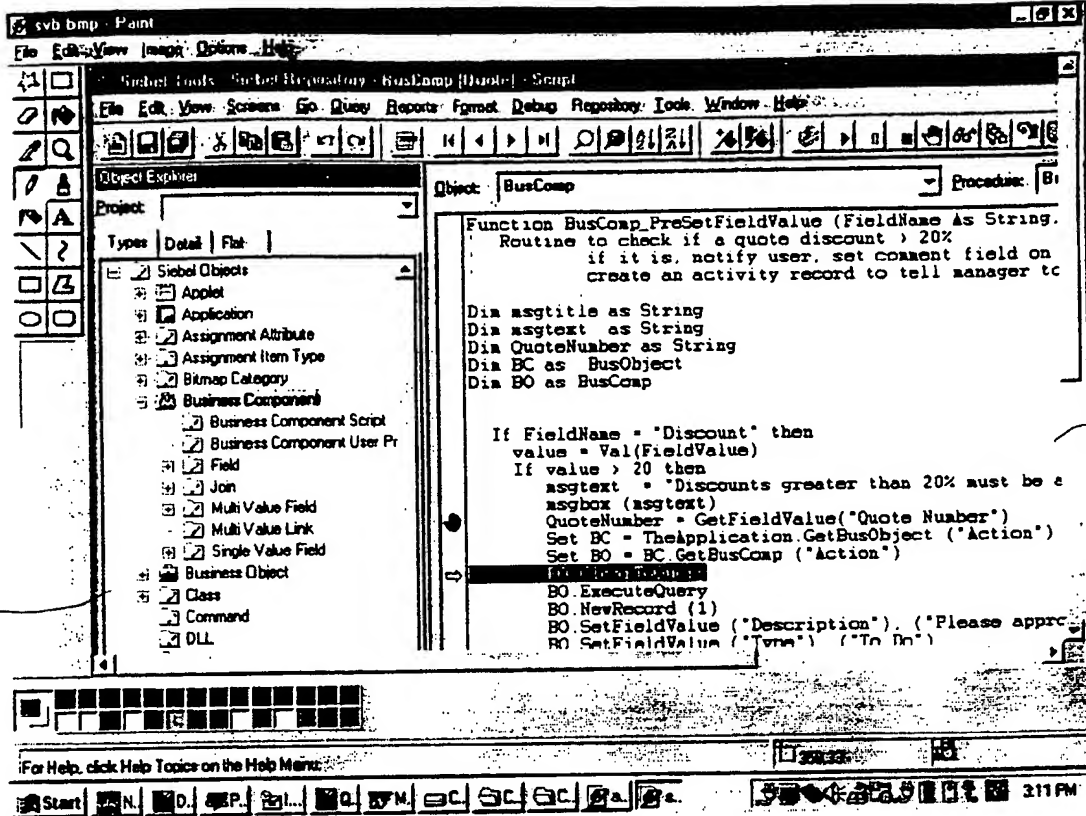 svb bmp - Paint
File Edit View Image Options Help
Siebel Tools - Siebel Repository - BusComp [Quote] - Script
File Edit View Screens Go Query Reports Format Debug Repository Tools Window Help
Object Explorer
Project:
Types Detail Flat
Siebel Objects
Applet
Application
Assignment Attribute
Assignment Item Type
Bitmap Category
Business Component
Business Component Script
Business Component User Pr
Field
Join
Multi Value Field
Multi Value Link
Single Value Field
Business Object
Class
Command
DLL
Object: BusComp Procedure:
Function BusComp_PreSetFieldValue (FieldName As String.
' Routine to check if a quote discount > 20%
' if it is, notify user, set comment field on
' create an activity record to tell manager to
Dim msgtitle as String
Dim msgtext as String
Dim QuoteNumber as String
Dim BC as BusObject
Dim BO as BusComp
If FieldName = "Discount" then
value = Val(FieldValue)
If value > 20 then
msgtext = "Discounts greater than 20% must be a
msgbox (msgtext)
QuoteNumber = GetFieldValue("Quote Number")
Set BC = TheApplication.GetBusObject ("Action")
Set BO = BC.GetBusComp ("Action")
BO.ExecuteQuery
BO.NewRecord (1)
BO.SetFieldValue ("Description"), ("Please appro
BO.SetFieldValue ("Type") ("To Do")
For Help, click Help Topics on the Help Menu.
Start N.. D.. P.. I... Q.. M.. C.. C.. C.. a.. s.. 3:11 PM